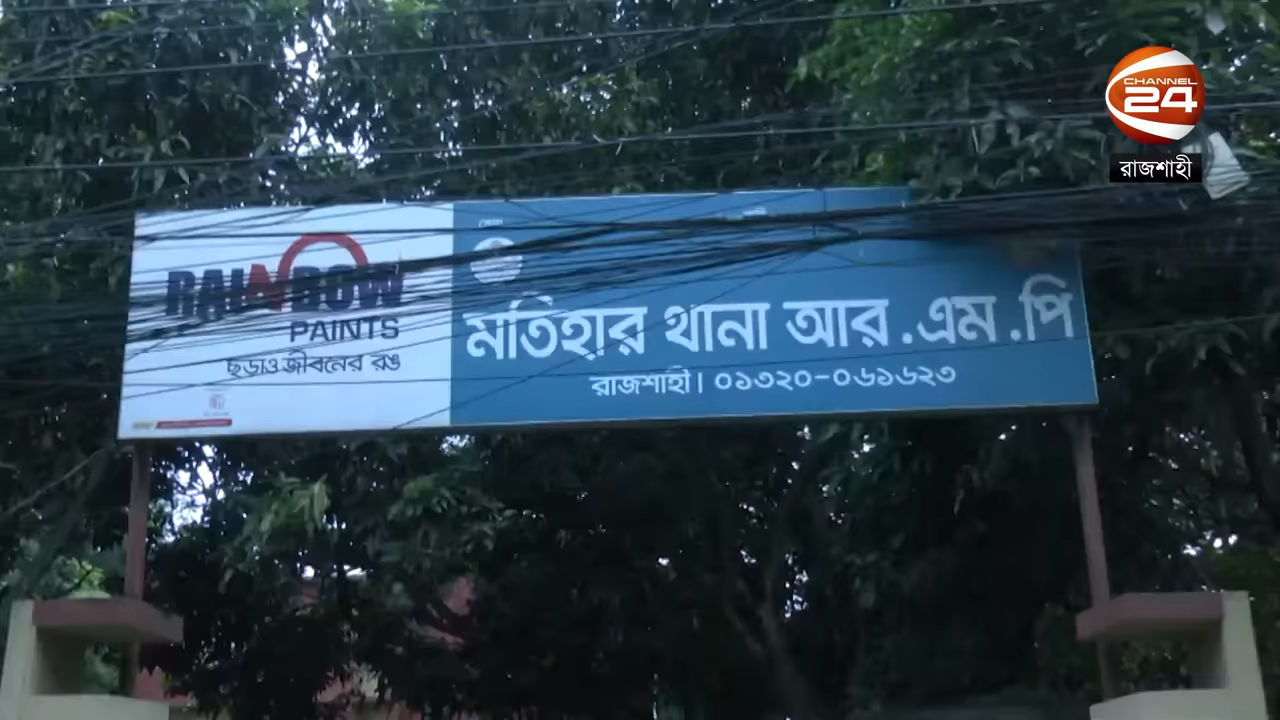 CHANNEL
24
রাজশাহী
RAINBOW
PAINTS
ছড়াও জীবনের রঙ
মতিহার থানা আর.এম.পি
রাজশাহী। ০১৩২০-০৬১৬২৩